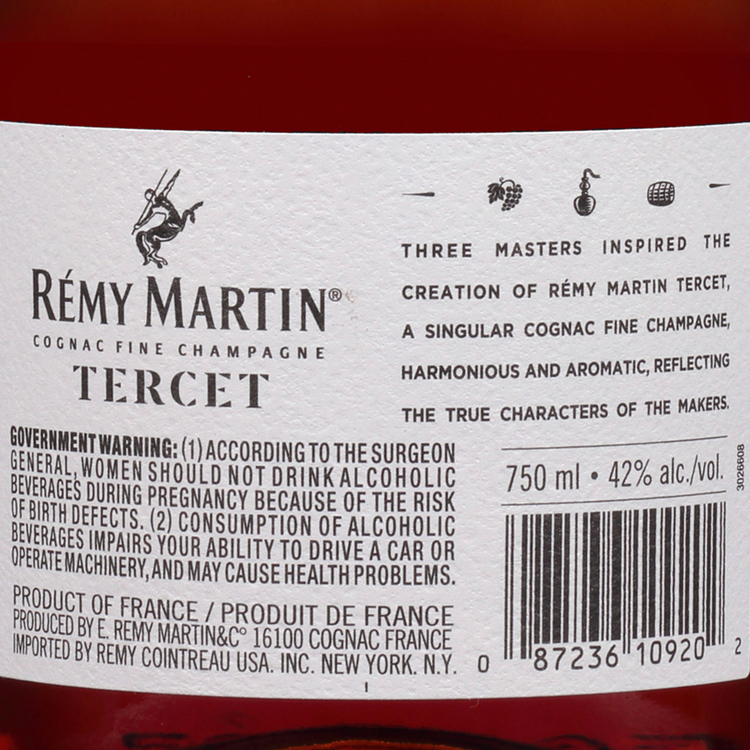 RÉMY MARTIN®
COGNAC FINE CHAMPAGNE
TERCET
THREE MASTERS INSPIRED THE
CREATION OF RÉMY MARTIN TERCET,
A SINGULAR COGNAC FINE CHAMPAGNE,
HARMONIOUS AND AROMATIC, REFLECTING
THE TRUE CHARACTERS OF THE MAKERS.
GOVERNMENT WARNING: (1) ACCORDING TO THE SURGEON
GENERAL, WOMEN SHOULD NOT DRINK ALCOHOLIC
BEVERAGES DURING PREGNANCY BECAUSE OF THE RISK
OF BIRTH DEFECTS. (2) CONSUMPTION OF ALCOHOLIC
BEVERAGES IMPAIRS YOUR ABILITY TO DRIVE A CAR OR
OPERATE MACHINERY, AND MAY CAUSE HEALTH PROBLEMS.
PRODUCT OF FRANCE / PRODUIT DE FRANCE
PRODUCED BY E. REMY MARTIN&C° 16100 COGNAC FRANCE
IMPORTED BY REMY COINTREAU USA. INC. NEW YORK. N.Y.
750 ml • 42% alc./vol.
3026608
0 87236 10920 2
1